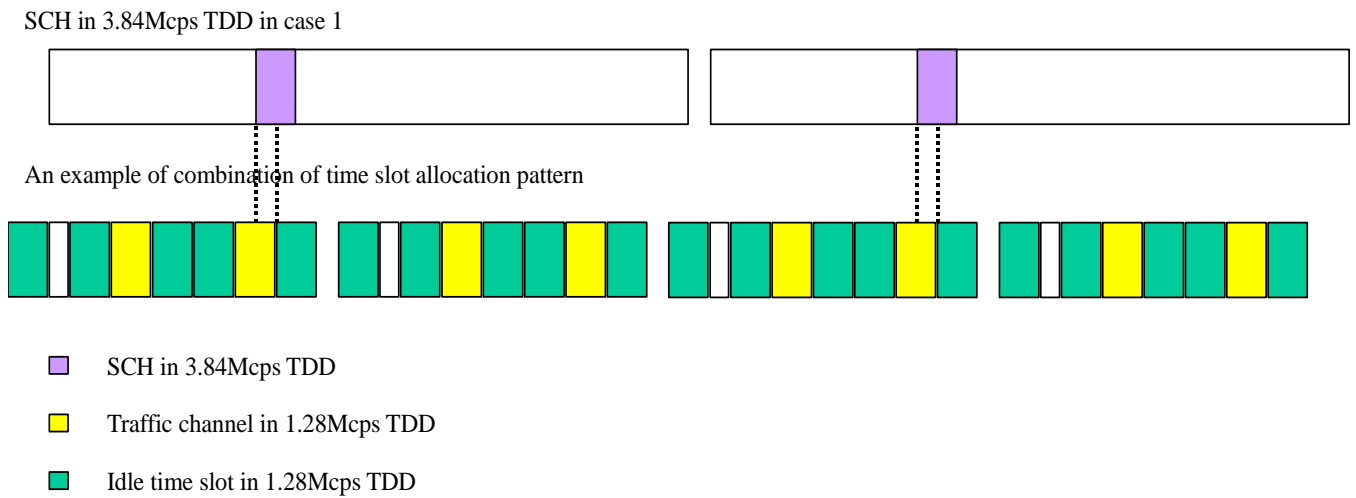 SCH in 3.84Mcps TDD in case 1
An example of combination of time slot allocation pattern
SCH in 3.84Mcps TDD
Traffic channel in 1.28Mcps TDD
Idle time slot in 1.28Mcps TDD